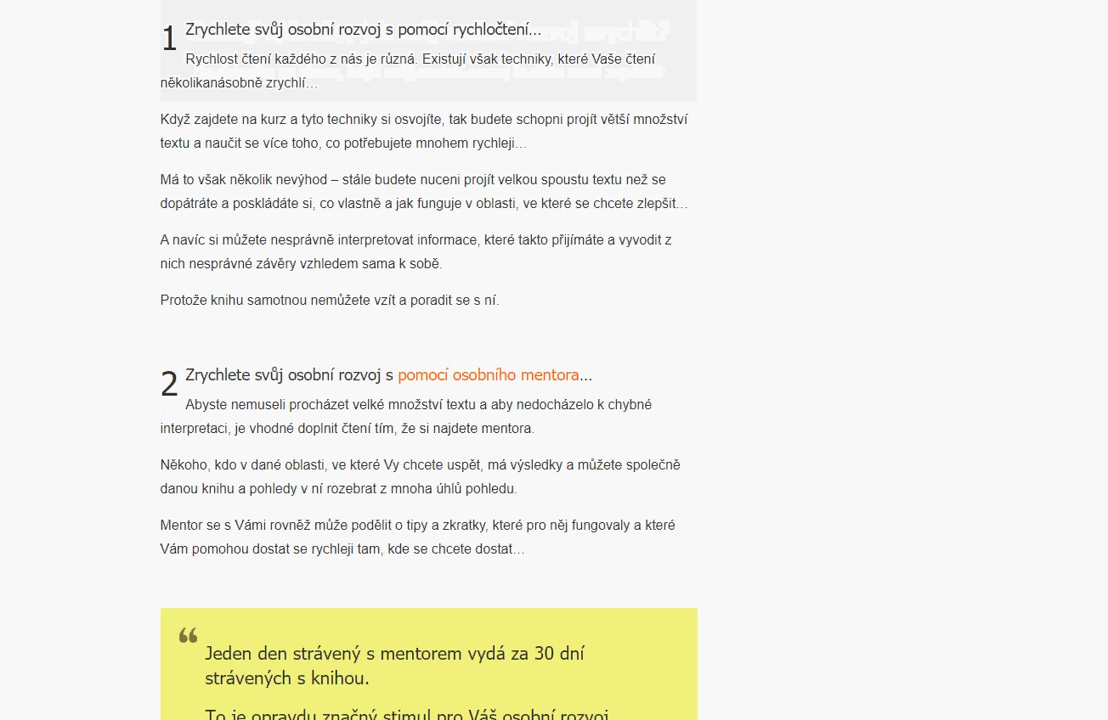 1 Zrychlete svůj osobní rozvoj s pomocí rychločtení…
Rychlost čtení každého z nás je různá. Existují však techniky, které Vaše čtení
několikanásobně zrychlí…
Když zajdete na kurz a tyto techniky si osvojíte, tak budete schopni projít větší množství
textu a naučit se více toho, co potřebujete mnohem rychleji…
Má to však několik nevýhod – stále budete nuceni projít velkou spoustu textu než se
dopátráte a poskládáte si, co vlastně a jak funguje v oblasti, ve které se chcete zlepšit…
A navíc si můžete nesprávně interpretovat informace, které takto přijímáte a vyvodit z
nich nesprávné závěry vzhledem sama k sobě.
Protože knihu samotnou nemůžete vzít a poradit se s ní.
2 Zrychlete svůj osobní rozvoj s pomocí osobního mentora…
Abyste nemuseli procházet velké množství textu a aby nedocházelo k chybné
interpretaci, je vhodné doplnit čtení tím, že si najdete mentora.
Někoho, kdo v dané oblasti, ve které Vy chcete uspět, má výsledky a můžete společně
danou knihu a pohledy v ní rozebrat z mnoha úhlů pohledu.
Mentor se s Vámi rovněž může podělit o tipy a zkratky, které pro něj fungovaly a které
Vám pomohou dostat se rychleji tam, kde se chcete dostat…
“
Jeden den strávený s mentorem vydá za 30 dní
strávených s knihou.
To je opravdu značný stimul pro Váš osobní rozvoj